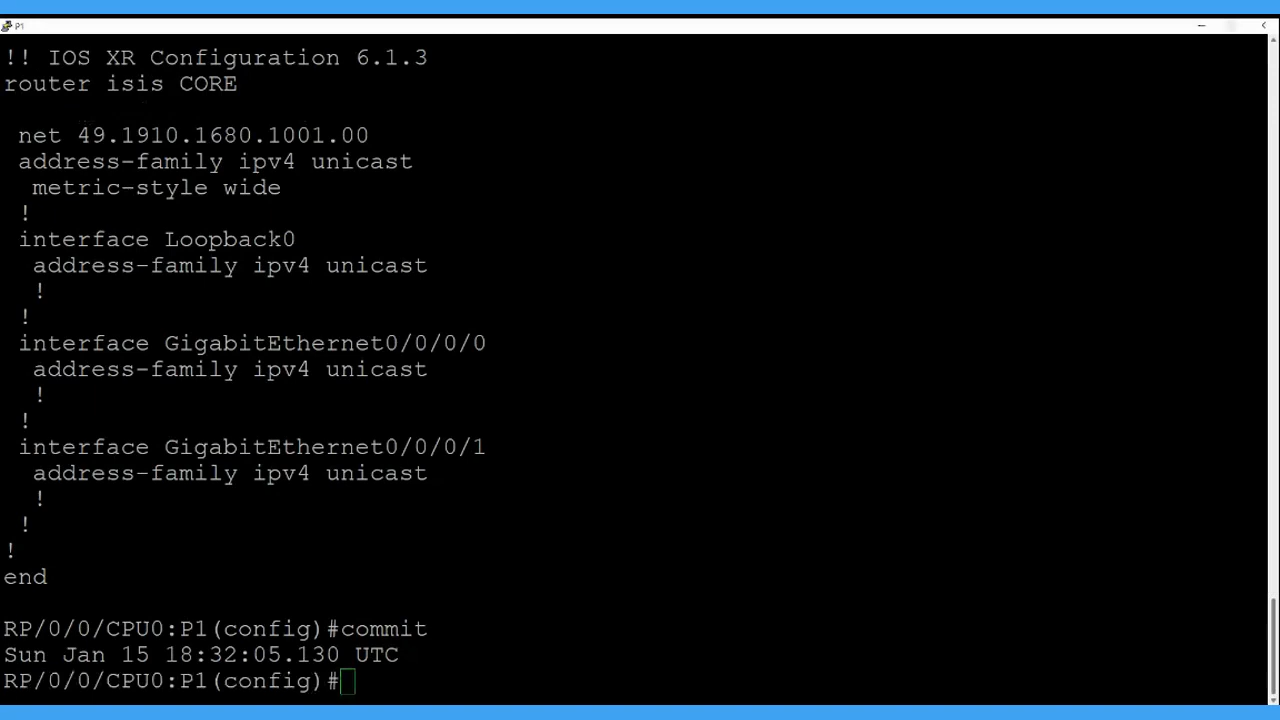 P1
!! IOS XR Configuration 6.1.3
router isis CORE
net 49.1910.1680.1001.00
address-family ipv4 unicast
metric-style wide
!
interface Loopback0
address-family ipv4 unicast
!
!
interface GigabitEthernet0/0/0/0
address-family ipv4 unicast
!
!
interface GigabitEthernet0/0/0/1
address-family ipv4 unicast
!
!
!
end
RP/0/0/CPU0:P1(config)#commit
Sun Jan 15 18:32:05.130 UTC
RP/0/0/CPU0:P1(config)#